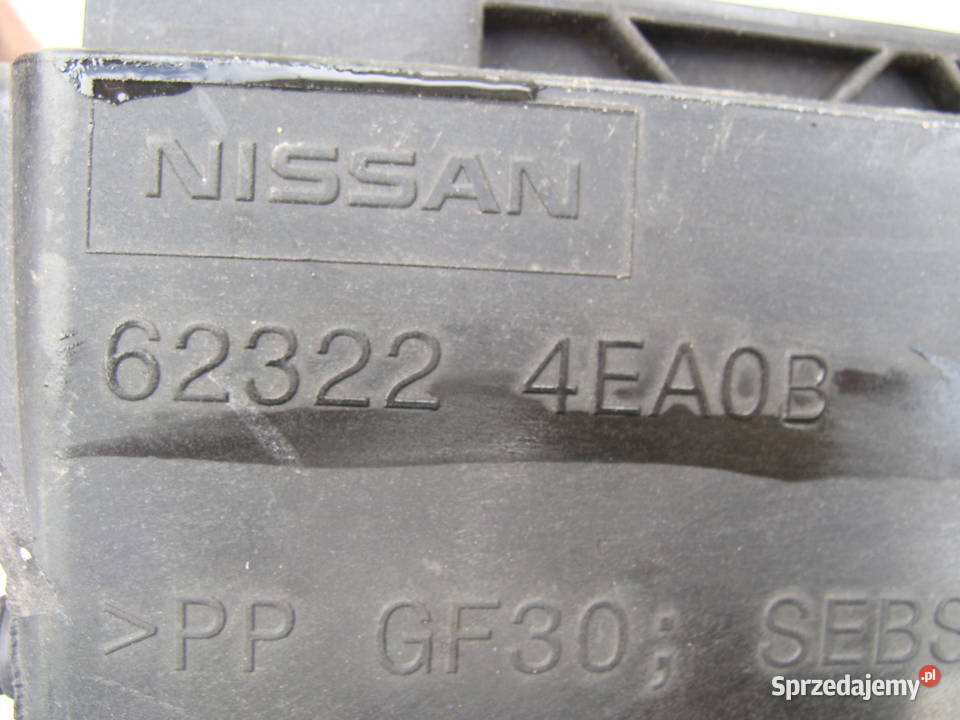 NISSAN
62322 4EA0B
>PP GF30; SEBS
Sprzedajemy.pl